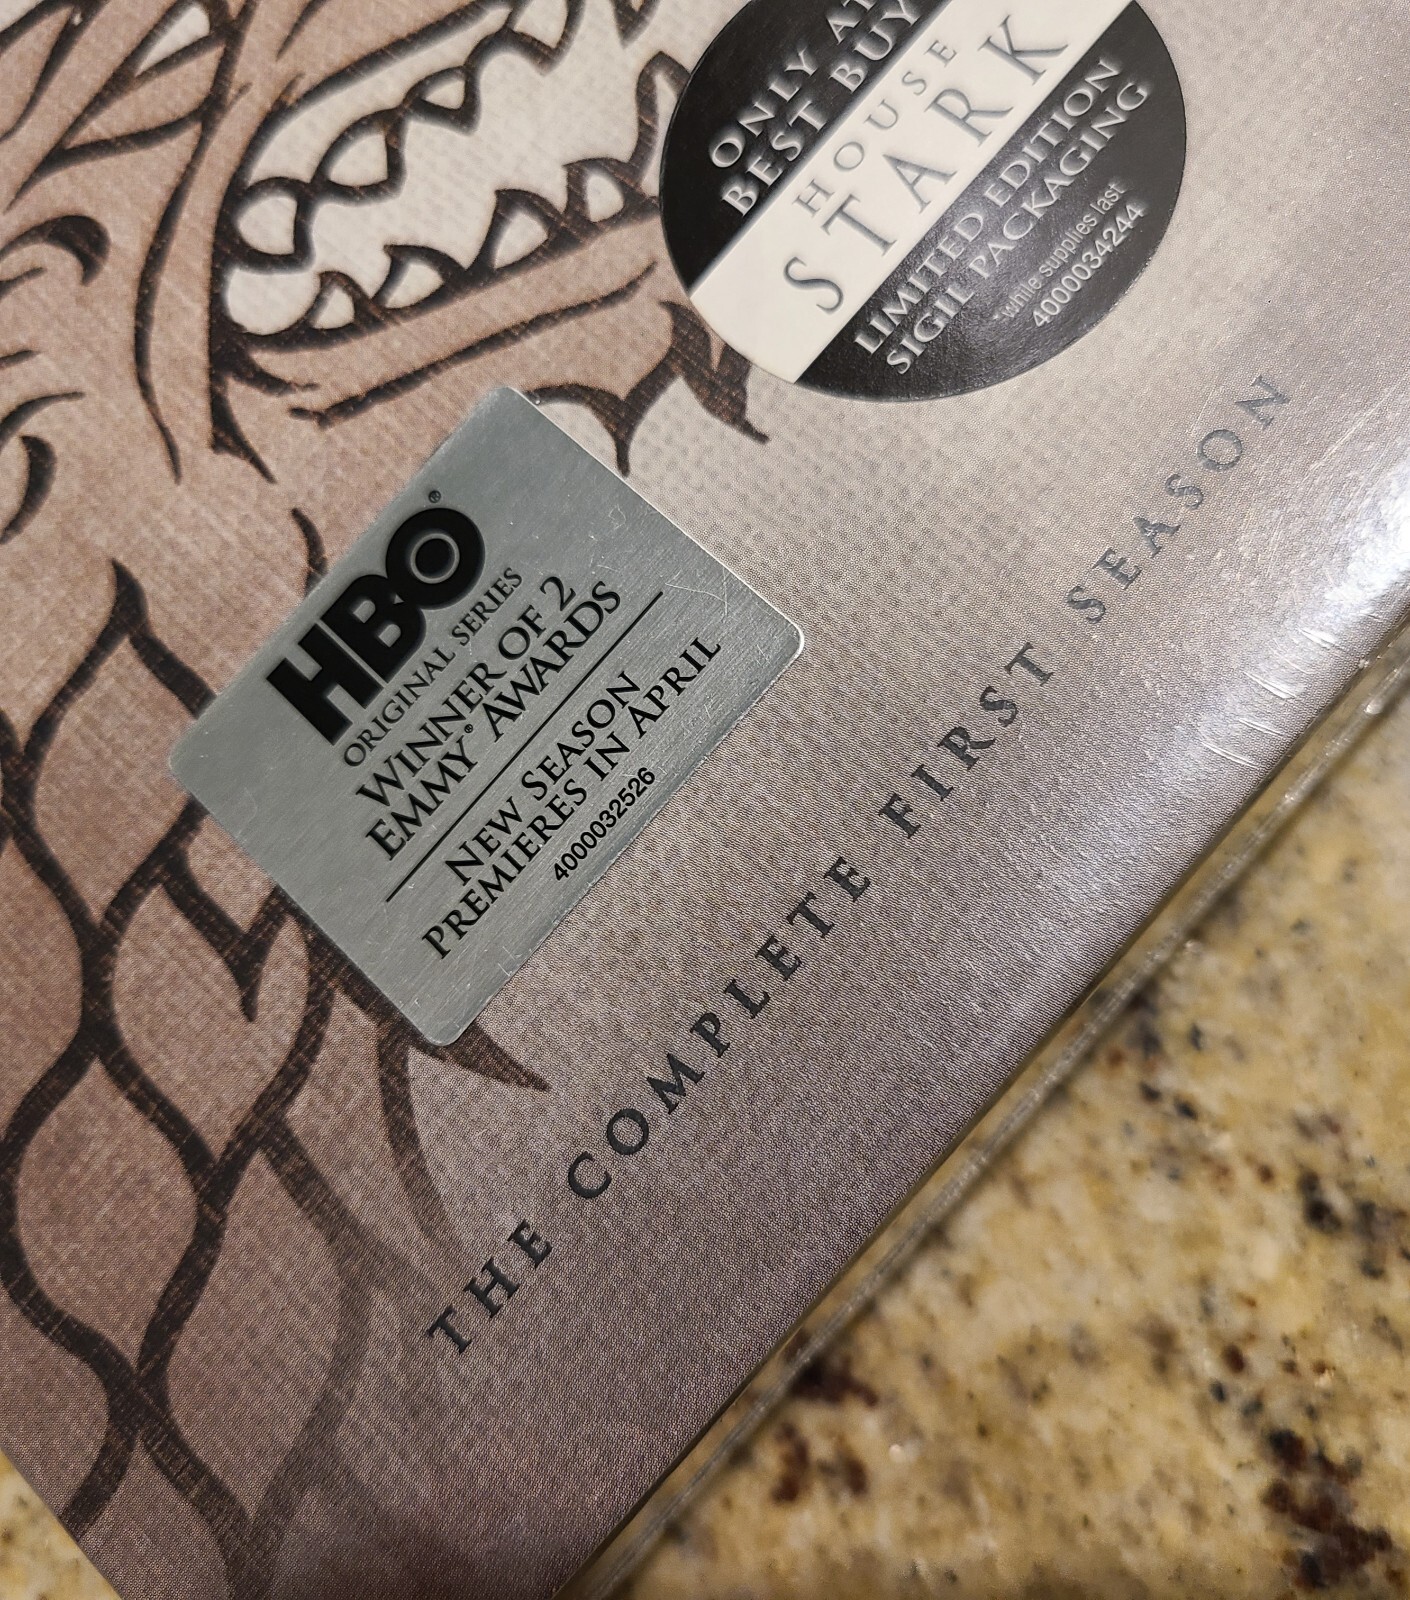 ONLY AT
BEST BUY
HOUSE
STARK
LIMITED EDITION
SIGIL PACKAGING
*while supplies last
4000034244
HBO®
ORIGINAL SERIES
WINNER OF 2
EMMY® AWARDS
NEW SEASON
PREMIERES IN APRIL
4000032526
THE COMPLETE FIRST SEASON